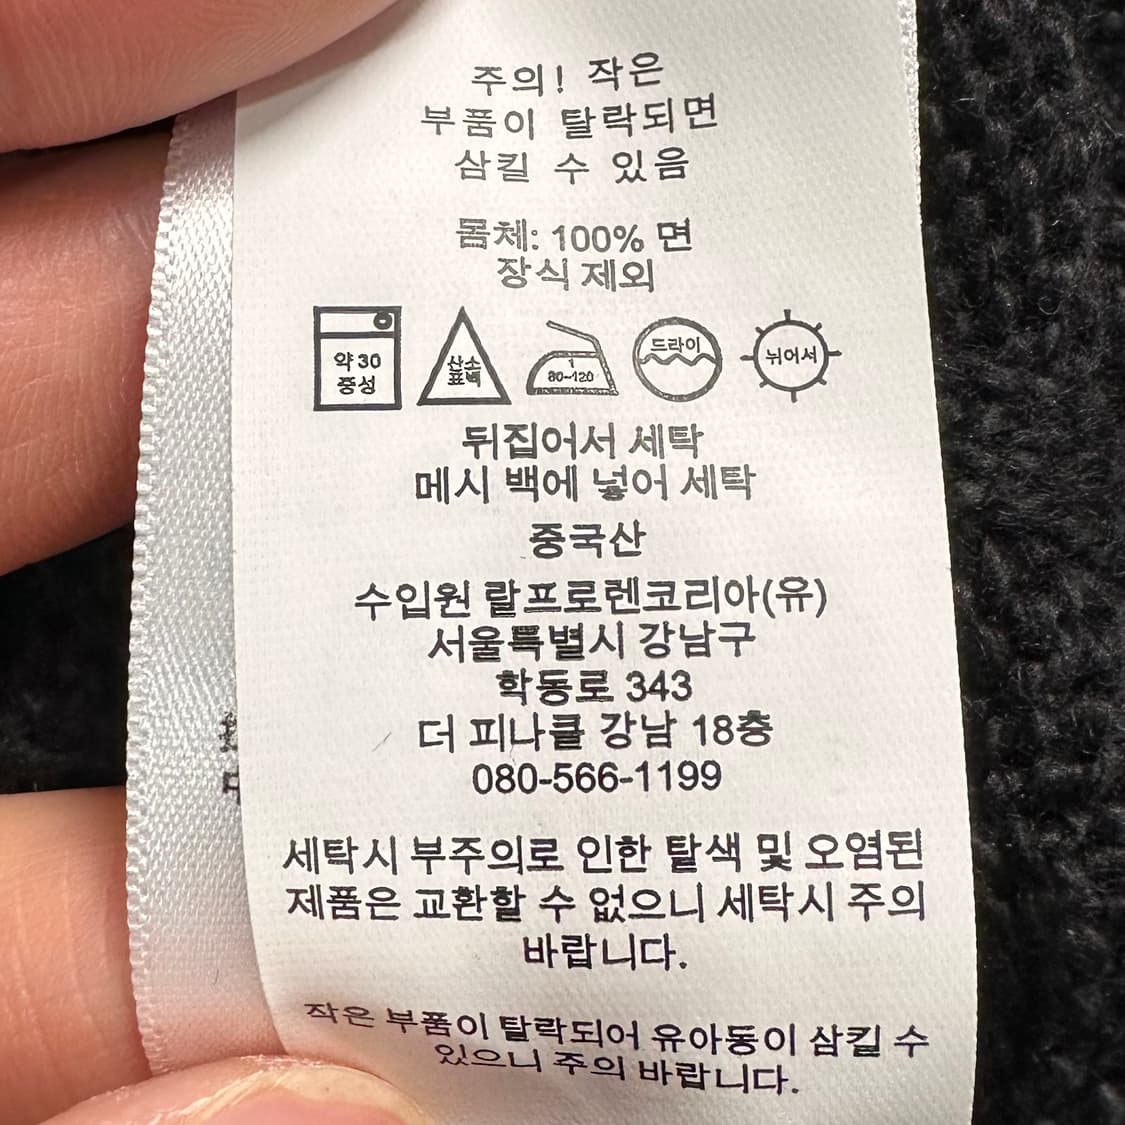 주의! 작은
부품이 탈락되면
삼킬 수 있음
몸체: 100% 면
장식 제외
약 30
중성
산소
표백
1
80~120
드라이
뉘어서
뒤집어서 세탁
메시 백에 넣어 세탁
중국산
수입원 랄프로렌코리아(유)
서울특별시 강남구
학동로 343
더 피나클 강남 18층
080-566-1199
세탁시 부주의로 인한 탈색 및 오염된
제품은 교환할 수 없으니 세탁시 주의
바랍니다.
작은 부품이 탈락되어 유아동이 삼킬 수
있으니 주의 바랍니다.